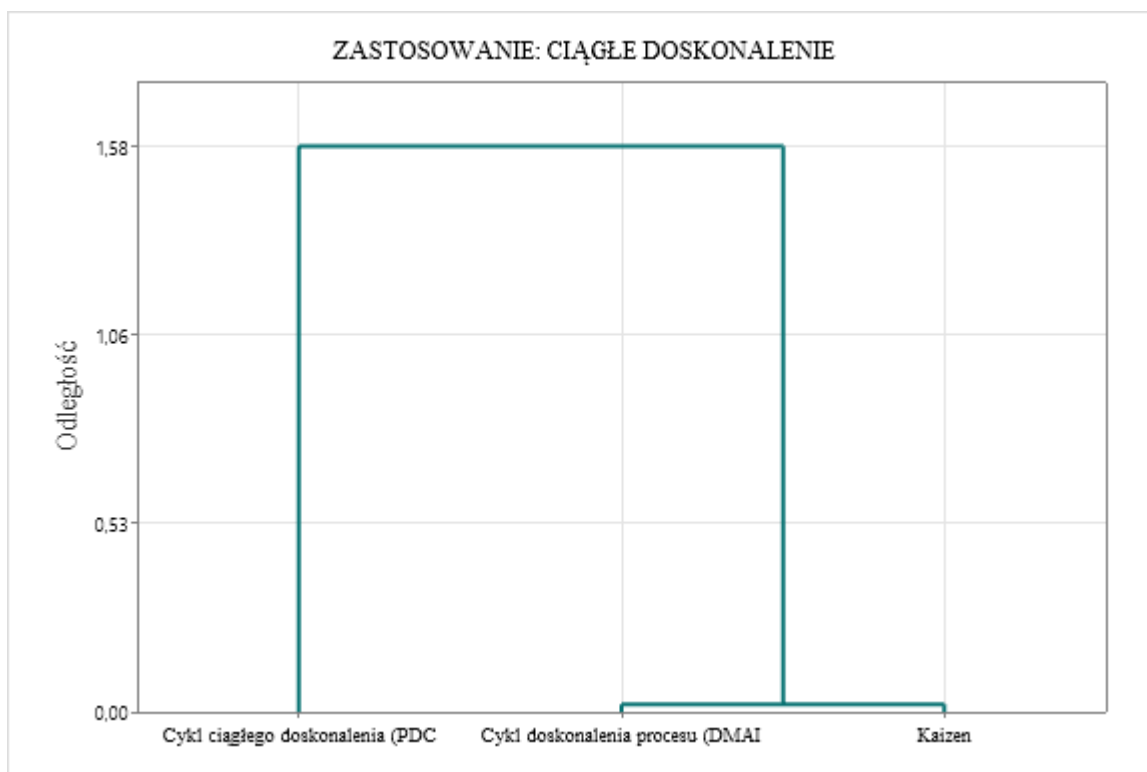 ZASTOSOWANIE: CIĄGŁE DOSKONALENIE
Odległość
1,58
1,06
0,53
0,00
Cykl ciągłego doskonalenia (PDC
Cykl doskonalenia procesu (DMAI
Kaizen